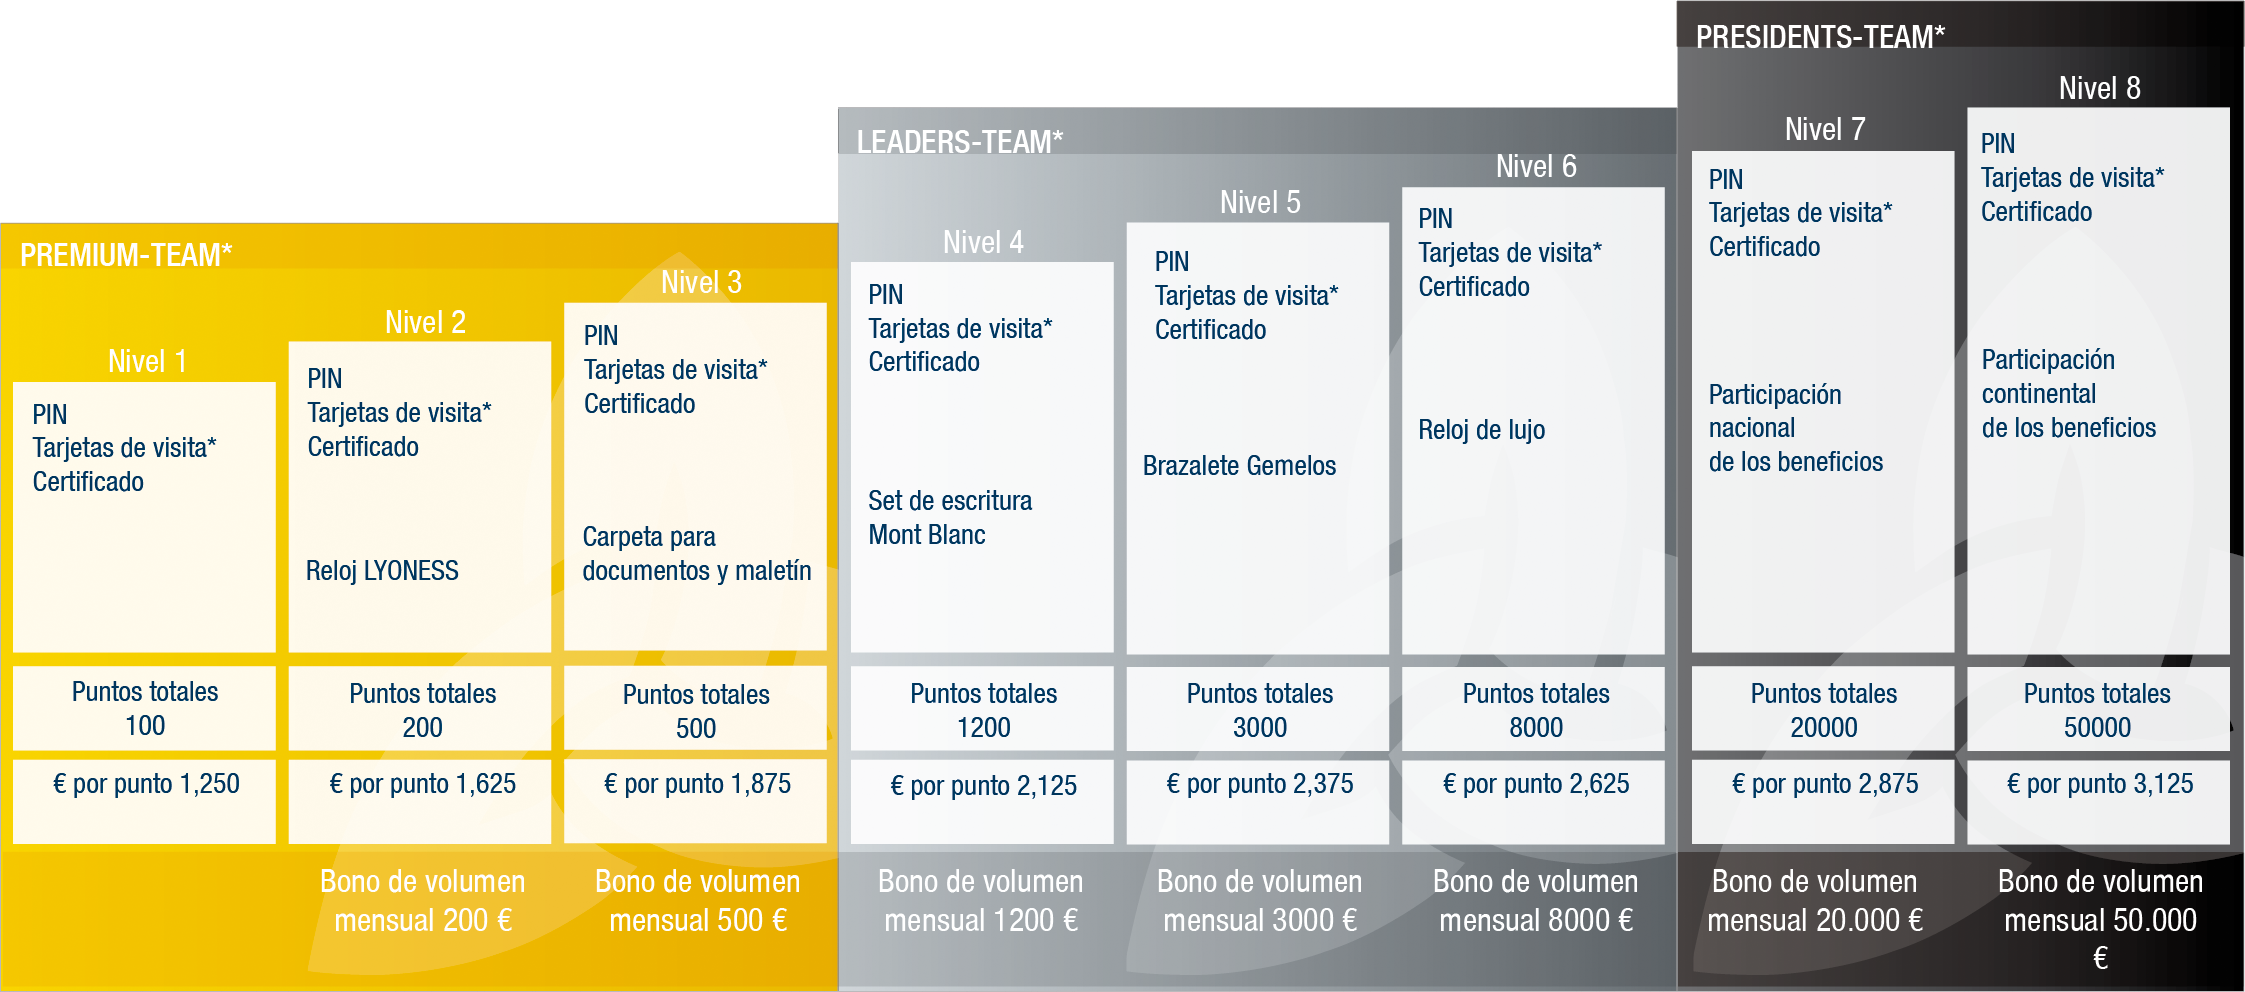 PREMIUM-TEAM*
Nivel 1
PIN
Tarjetas de visita*
Certificado
Puntos totales
100
€ por punto 1,250
Nivel 2
PIN
Tarjetas de visita*
Certificado
Reloj LYONESS
Puntos totales
200
€ por punto 1,625
Bono de volumen
mensual 200 €
Nivel 3
PIN
Tarjetas de visita*
Certificado
Carpeta para
documentos y maletín
Puntos totales
500
€ por punto 1,875
Bono de volumen
mensual 500 €
LEADERS-TEAM*
Nivel 4
PIN
Tarjetas de visita*
Certificado
Set de escritura
Mont Blanc
Puntos totales
1200
€ por punto 2,125
Bono de volumen
mensual 1200 €
Nivel 5
PIN
Tarjetas de visita*
Certificado
Brazalete Gemelos
Puntos totales
3000
€ por punto 2,375
Bono de volumen
mensual 3000 €
Nivel 6
PIN
Tarjetas de visita*
Certificado
Reloj de lujo
Puntos totales
8000
€ por punto 2,625
Bono de volumen
mensual 8000 €
PRESIDENTS-TEAM*
Nivel 7
PIN
Tarjetas de visita*
Certificado
Participación
nacional
de los beneficios
Puntos totales
20000
€ por punto 2,875
Bono de volumen
mensual 20.000 €
Nivel 8
PIN
Tarjetas de visita*
Certificado
Participación
continental
de los beneficios
Puntos totales
50000
€ por punto 3,125
Bono de volumen
mensual 50.000
€